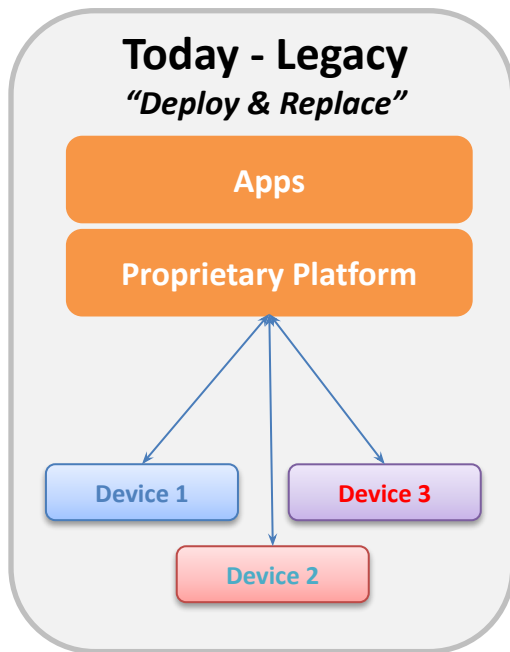 Today - Legacy
“Deploy & Replace”
Apps
Proprietary Platform
Device 1
Device 3
Device 2